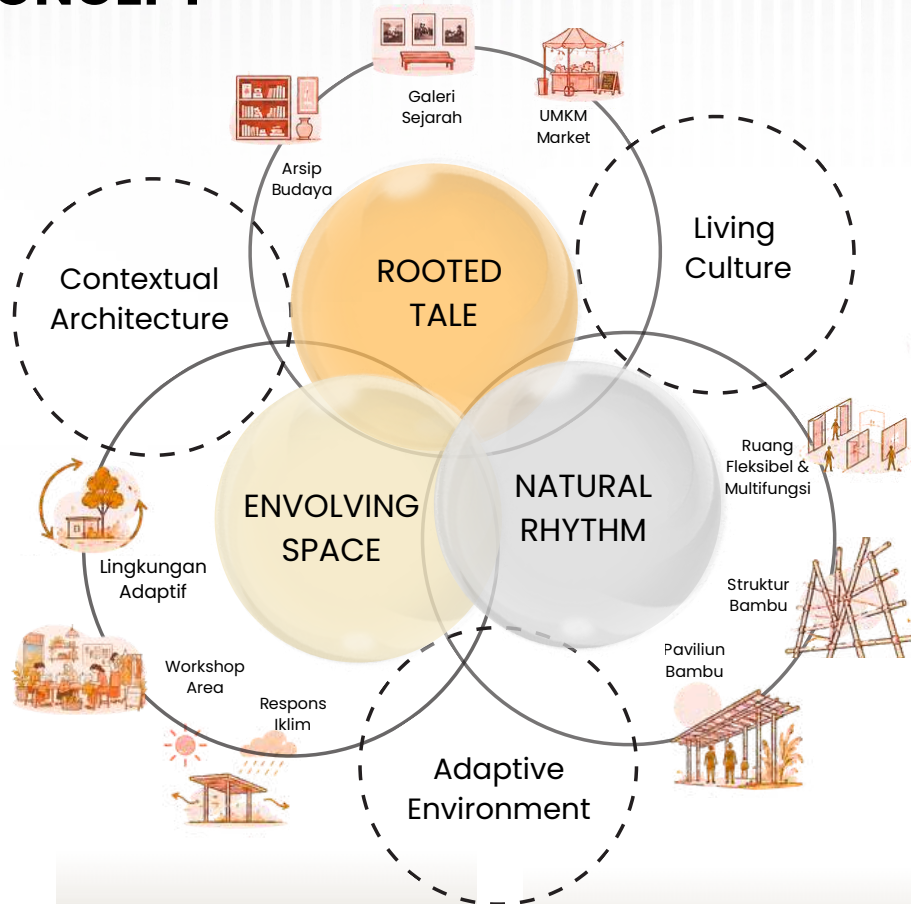 Galeri
Sejarah
UMKM
Market
Arsip
Budaya
Living
Culture
ROOTED
TALE
Contextual
Architecture
Ruang
Fleksibel &
Multifungsi
NATURAL
RHYTHM
ENVOLVING
SPACE
Lingkungan
Adaptif
Struktur
Bambu
Paviliun
Bambu
Workshop
Area
Respons
Iklim
Adaptive
Environment